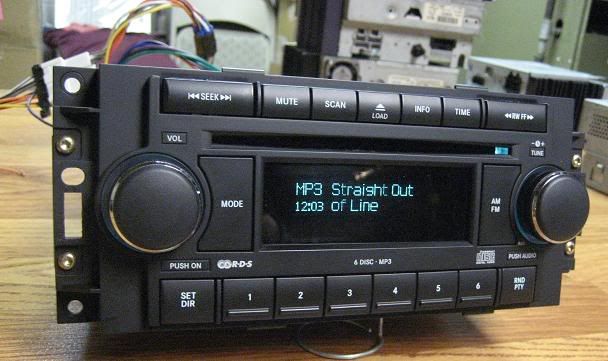 SEEK
MUTE
SCAN
LOAD
INFO
TIME
RW FF
VOL
TUNE
MODE
MP3 Straight Out
12:03 of Line
AM
FM
PUSH ON
R·D·S
6 DISC · MP3
PUSH AUDIO
SET
DIR
1
2
3
4
5
6
RND
PTY